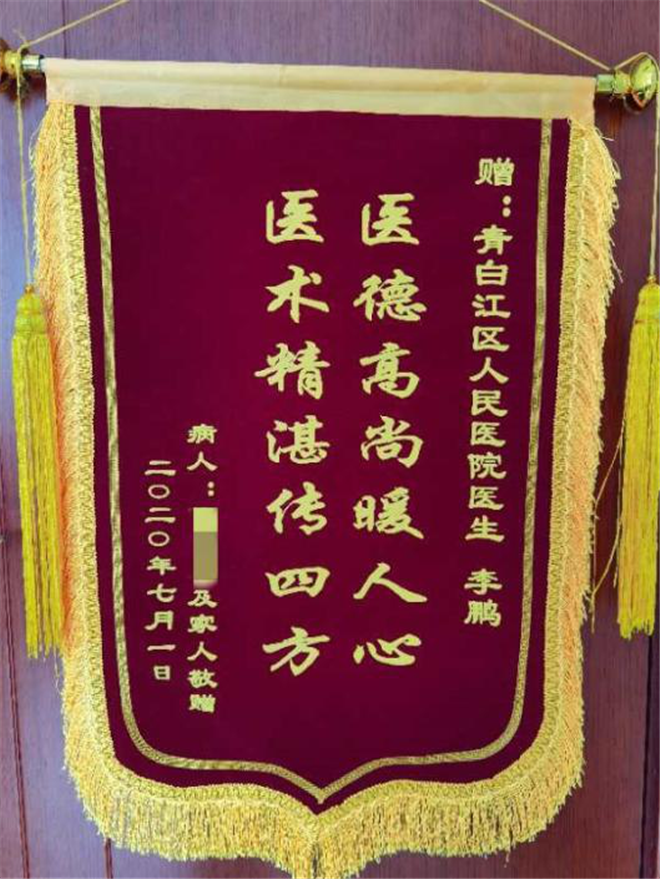 赠：青白江区人民医院医生 李鹏
医德高尚暖人心
医术精湛传四方
病人：及家人敬赠
二〇二〇年七月一日